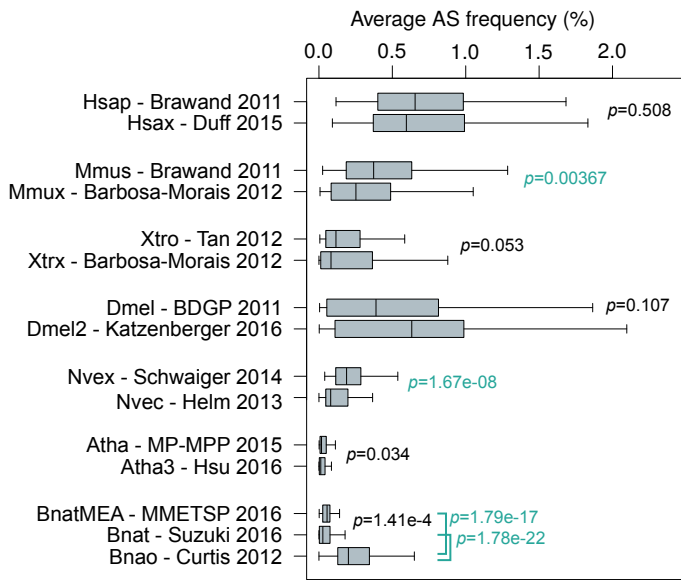 Average AS frequency (%)
0.0 0.5 1.0 1.5 2.0
Hsap - Brawand 2011
Hsax - Duff 2015
p=0.508
Mmus - Brawand 2011
Mmux - Barbosa-Morais 2012
p=0.00367
Xtro - Tan 2012
Xtrx - Barbosa-Morais 2012
p=0.053
Dmel - BDGP 2011
Dmel2 - Katzenberger 2016
p=0.107
Nvex - Schwaiger 2014
Nvec - Helm 2013
p=1.67e-08
Atha - MP-MPP 2015
Atha3 - Hsu 2016
p=0.034
BnatMEA - MMETSP 2016
Bnat - Suzuki 2016
Bnao - Curtis 2012
p=1.41e-4
p=1.79e-17
p=1.78e-22